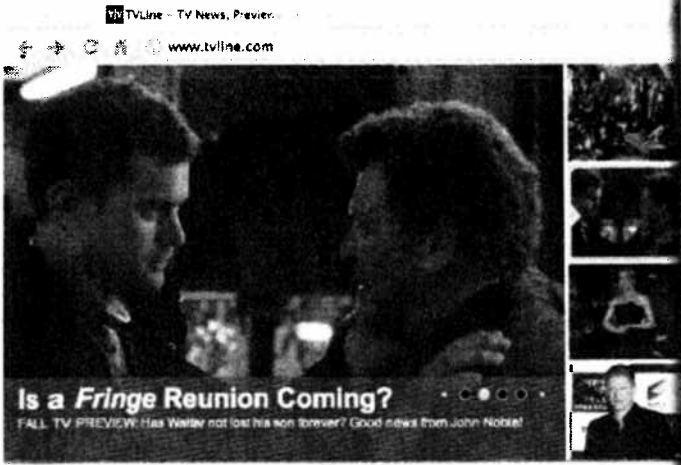 TVLine – TV News, Previev
www.tvline.com
Is a Fringe Reunion Coming?
FALL TV PREVIEW: Has Walter not lost his son forever? Good news from John Noble!